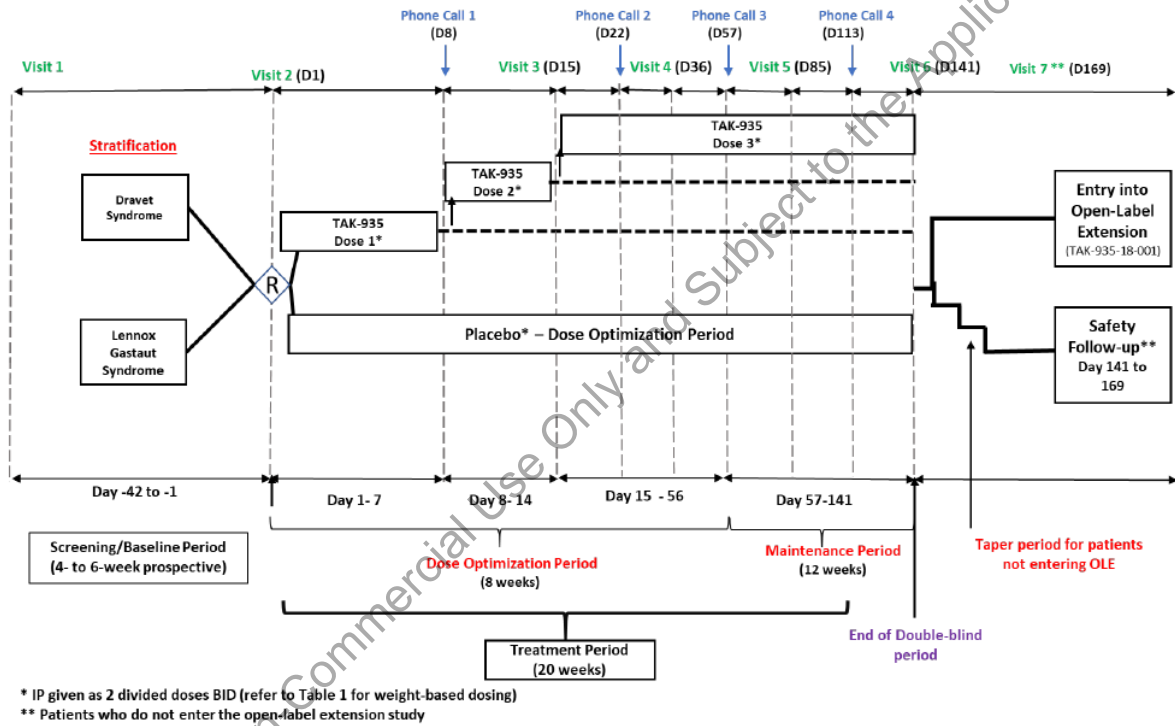 Phone Call 1
(D8)
Phone Call 2
(D22)
Phone Call 3
(D57)
Phone Call 4
(D113)
Visit 1
Visit 2 (D1)
Visit 3 (D15)
Visit 4 (D36)
Visit 5 (D85)
Visit 6 (D141)
Visit 7 ** (D169)
Stratification
Dravet
Syndrome
Lennox
Gastaut
Syndrome
R
TAK-935
Dose 1*
TAK-935
Dose 2*
TAK-935
Dose 3*
Placebo* – Dose Optimization Period
Entry into
Open-Label
Extension
(TAK-935-18-001)
Safety
Follow-up**
Day 141 to
169
Day -42 to -1
Day 1- 7
Day 8- 14
Day 15 - 56
Day 57-141
Screening/Baseline Period
(4- to 6-week prospective)
Dose Optimization Period
(8 weeks)
Maintenance Period
(12 weeks)
Taper period for patients
not entering OLE
Treatment Period
(20 weeks)
End of Double-blind
period
* IP given as 2 divided doses BID (refer to Table 1 for weight-based dosing)
** Patients who do not enter the open-label extension study
Commercial Use Only and Subject to the